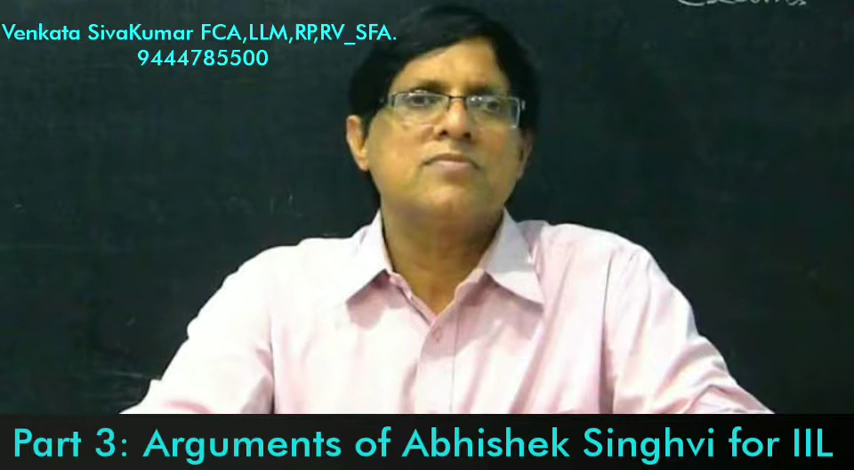 Venkata SivaKumar FCA,LLM,RP,RV_SFA.
9444785500
Part 3: Arguments of Abhishek Singhvi for IIL